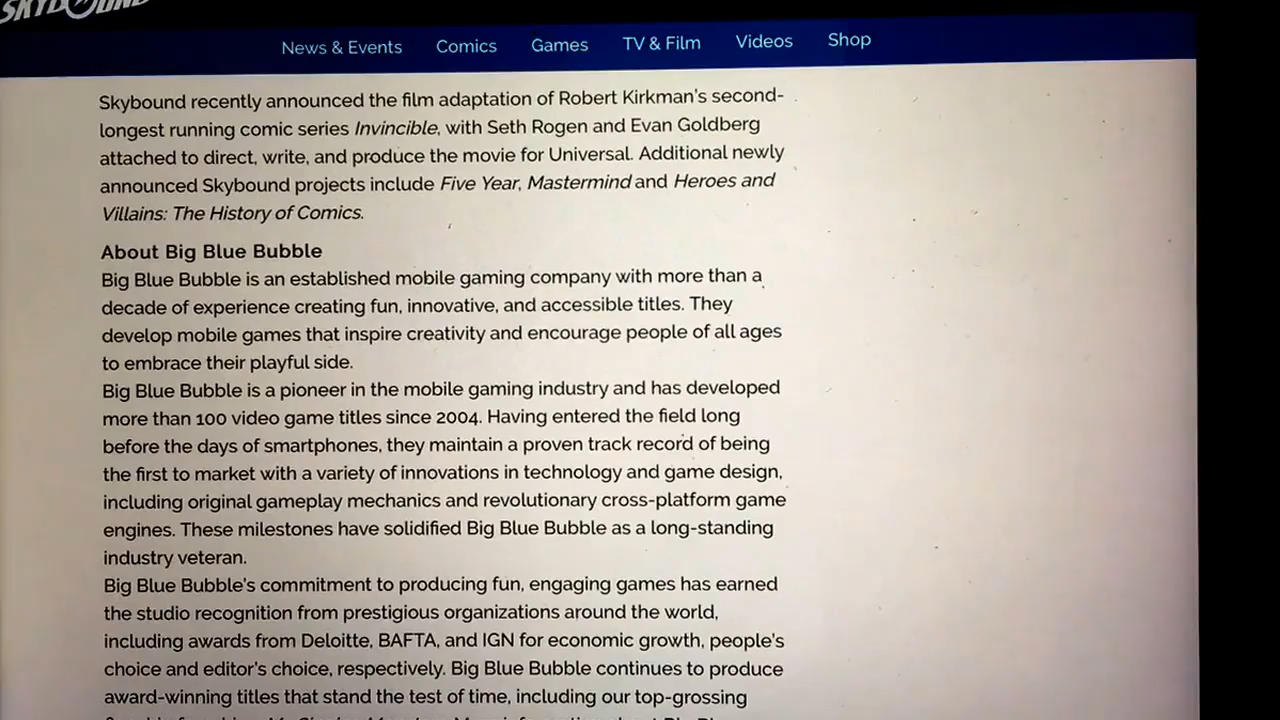 SKYBOUND
News & Events Comics Games TV & Film Videos Shop
Skybound recently announced the film adaptation of Robert Kirkman's second-
longest running comic series Invincible, with Seth Rogen and Evan Goldberg
attached to direct, write, and produce the movie for Universal. Additional newly
announced Skybound projects include Five Year, Mastermind and Heroes and
Villains: The History of Comics.
About Big Blue Bubble
Big Blue Bubble is an established mobile gaming company with more than a
decade of experience creating fun, innovative, and accessible titles. They
develop mobile games that inspire creativity and encourage people of all ages
to embrace their playful side.
Big Blue Bubble is a pioneer in the mobile gaming industry and has developed
more than 100 video game titles since 2004. Having entered the field long
before the days of smartphones, they maintain a proven track record of being
the first to market with a variety of innovations in technology and game design,
including original gameplay mechanics and revolutionary cross-platform game
engines. These milestones have solidified Big Blue Bubble as a long-standing
industry veteran.
Big Blue Bubble's commitment to producing fun, engaging games has earned
the studio recognition from prestigious organizations around the world,
including awards from Deloitte, BAFTA, and IGN for economic growth, people's
choice and editor's choice, respectively. Big Blue Bubble continues to produce
award-winning titles that stand the test of time, including our top-grossing